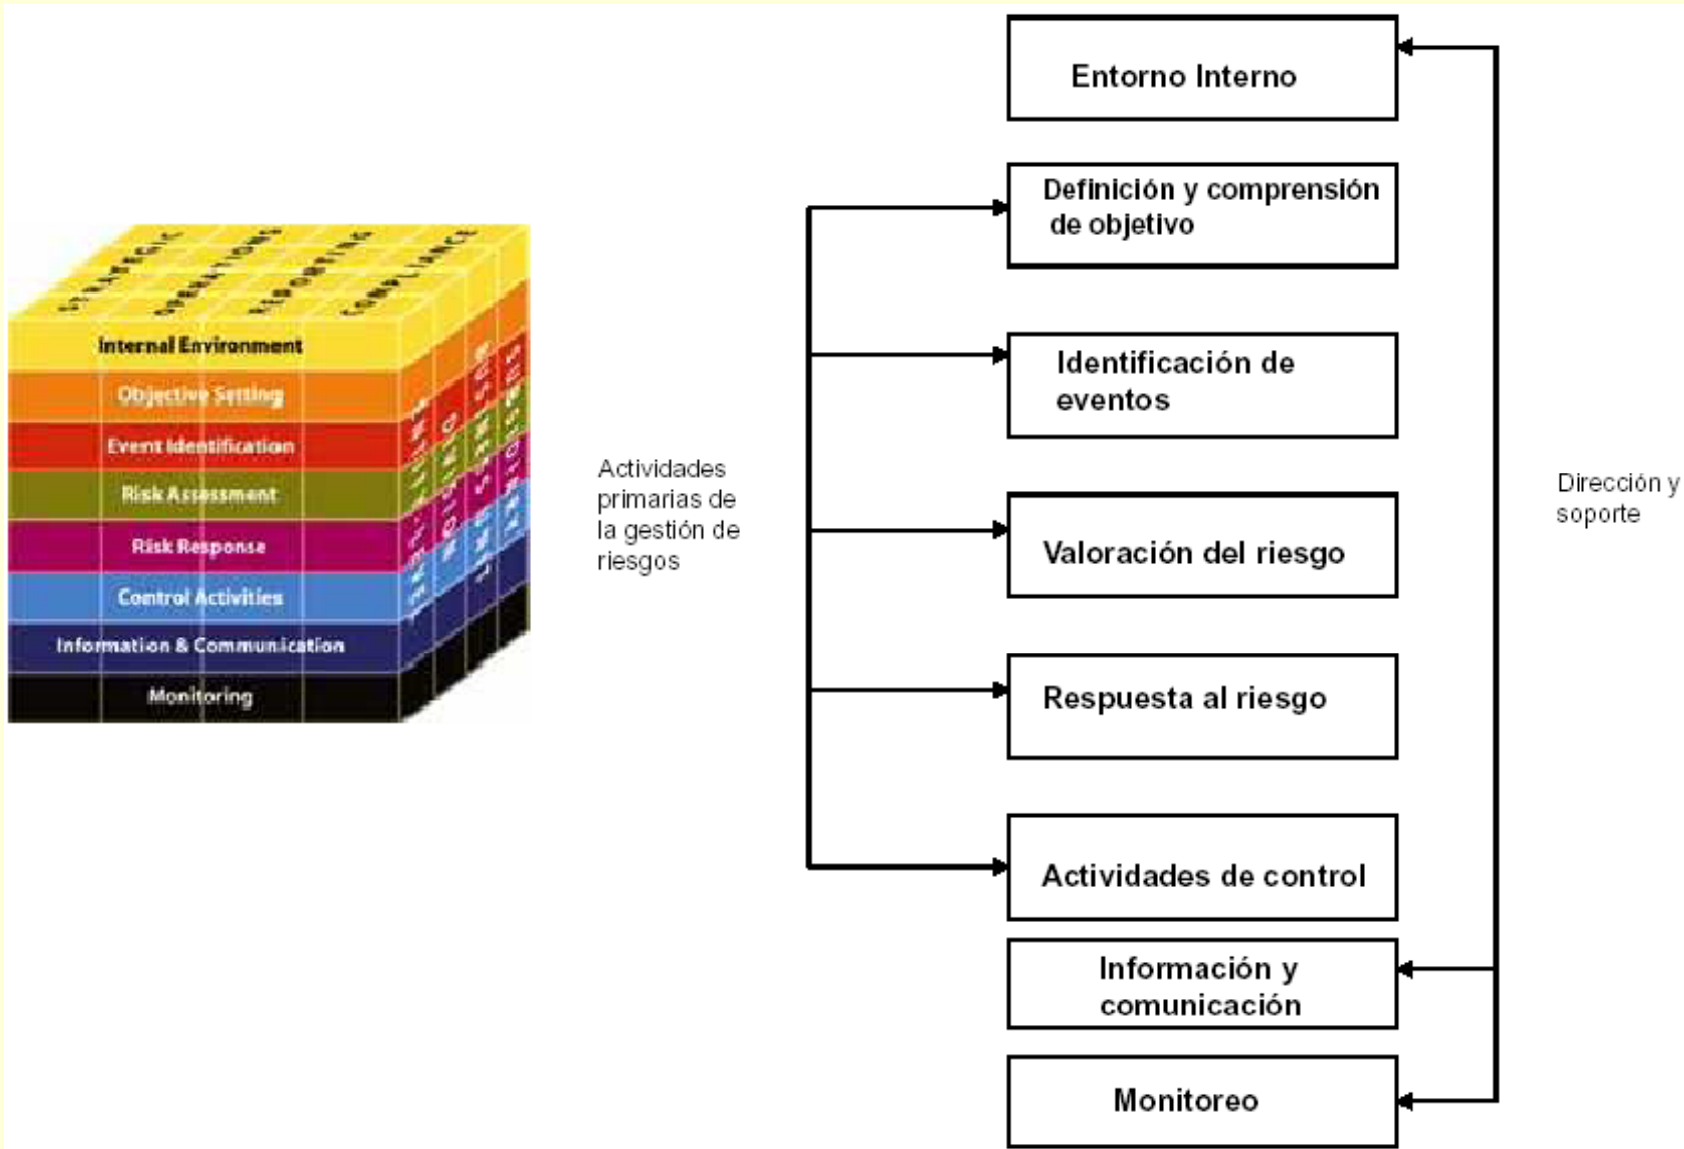 STRATEGIC
OPERATIONS
REPORTING
COMPLIANCE
Internal Environment
Objective Setting
Event Identification
Risk Assessment
Risk Response
Control Activities
Information & Communication
Monitoring
Actividades
primarias de
la gestión de
riesgos
Entorno Interno
Definición y comprensión
de objetivo
Identificación de
eventos
Valoración del riesgo
Respuesta al riesgo
Actividades de control
Información y
comunicación
Monitoreo
Dirección y
soporte